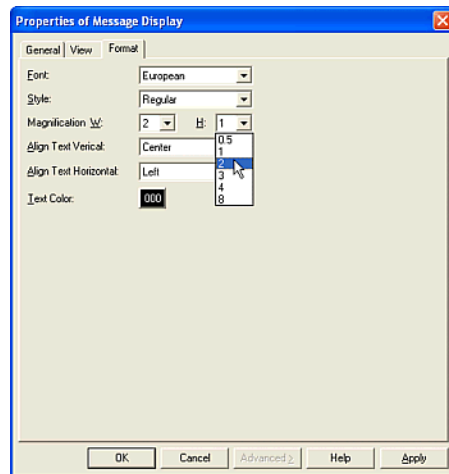 Properties of Message Display
General View Format
Font: European
Style: Regular
Magnification W: 2 H: 1
0.5
1
2
3
4
8
Align Text Verical: Center
Align Text Horizontal: Left
Text Color: 000
OK Cancel Advanced > Help Apply